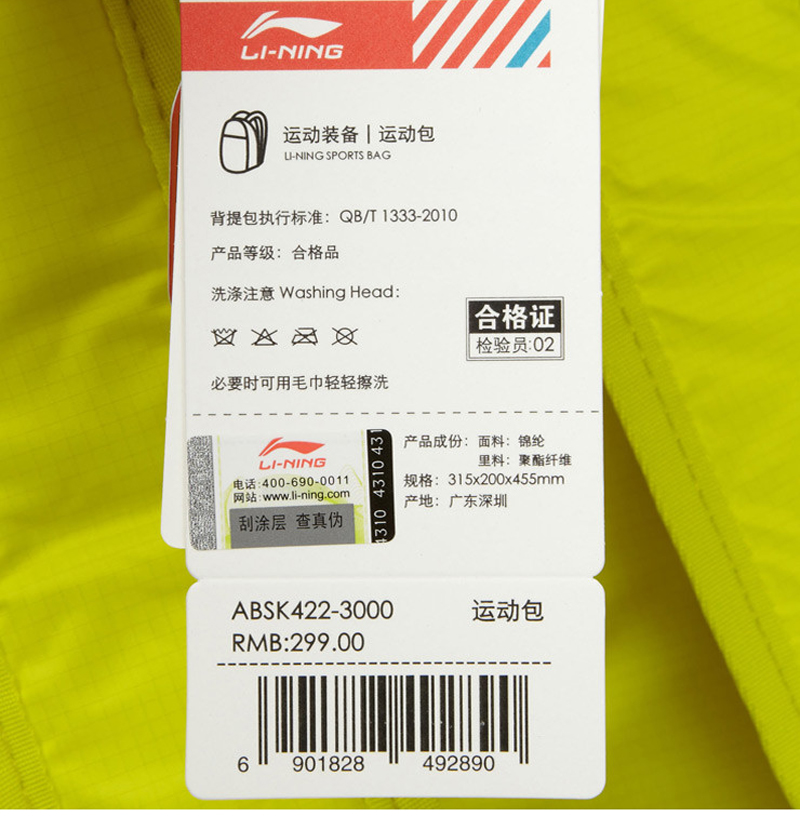 LI-NING
运动装备 | 运动包
LI-NING SPORTS BAG
背提包执行标准：QB/T 1333-2010
产品等级：合格品
洗涤注意 Washing Head：
合格证
检验员:02
必要时可用毛巾轻轻擦洗
LI-NING
电话:400-690-0011
网站:www.li-ning.com
刮涂层 查真伪
4310 4310 431
产品成份：面料：锦纶
里料：聚酯纤维
规格：315x200x455mm
产地：广东深圳
ABSK422-3000 运动包
RMB:299.00
6 901828 492890